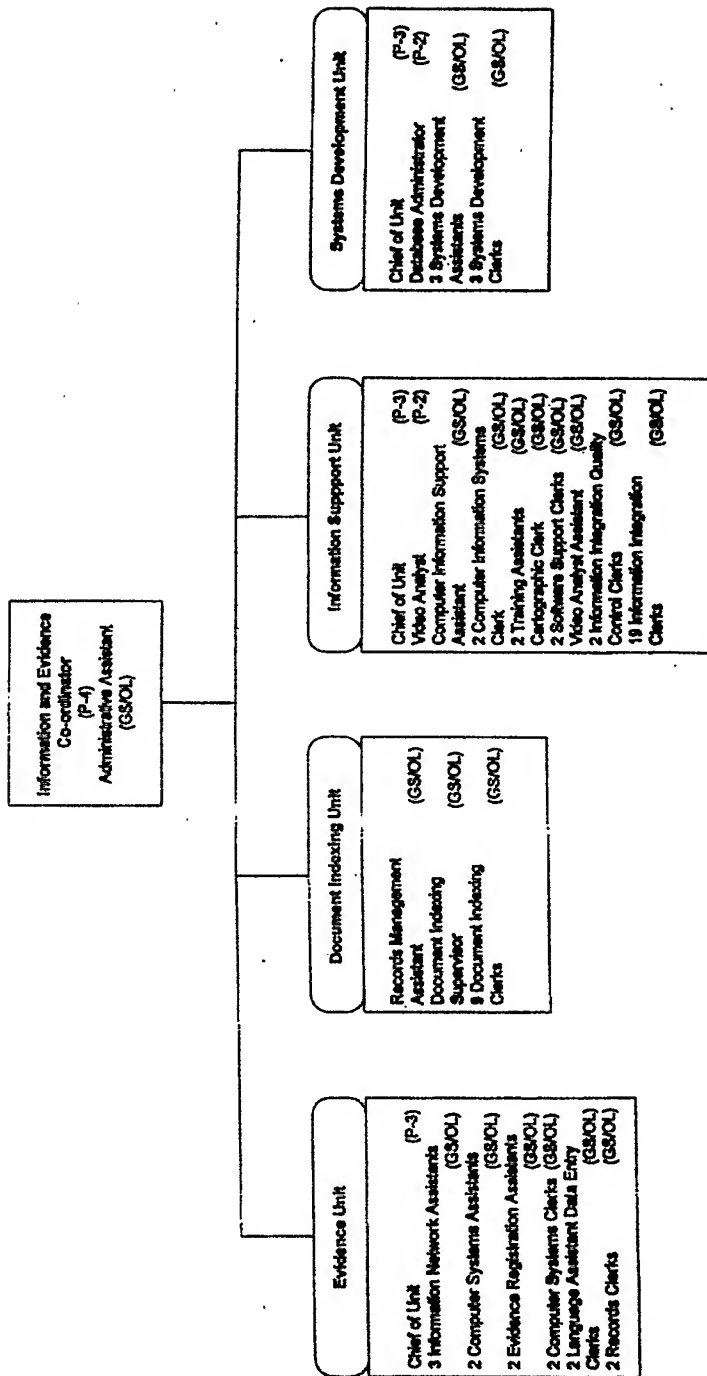 Information and Evidence
Co-ordinator
(P-4)
Administrative Assistant
(GS/OL)
Evidence Unit
Chief of Unit (P-3)
3 Information Network Assistants
(GS/OL)
2 Computer Systems Assistants
(GS/OL)
2 Evidence Registration Assistants
(GS/OL)
2 Computer Systems Clerks (GS/OL)
2 Language Assistant Data Entry
Clerks (GS/OL)
2 Records Clerks (GS/OL)
Document Indexing Unit
Records Management
Assistant (GS/OL)
Document Indexing
Supervisor (GS/OL)
9 Document Indexing
Clerks (GS/OL)
Information Suppport Unit
Chief of Unit (P-3)
Video Analyst (P-2)
Computer Information Support
Assistant (GS/OL)
2 Computer Information Systems
Clerk (GS/OL)
2 Training Assistants (GS/OL)
Cartographic Clerk (GS/OL)
2 Software Support Clerks (GS/OL)
Video Analyst Assistant (GS/OL)
2 Information Integration Quality
Control Clerks (GS/OL)
19 Information Integration
Clerks (GS/OL)
Systems Development Unit
Chief of Unit (P-3)
Database Administrator (P-2)
3 Systems Development
Assistants (GS/OL)
3 Systems Development
Clerks (GS/OL)